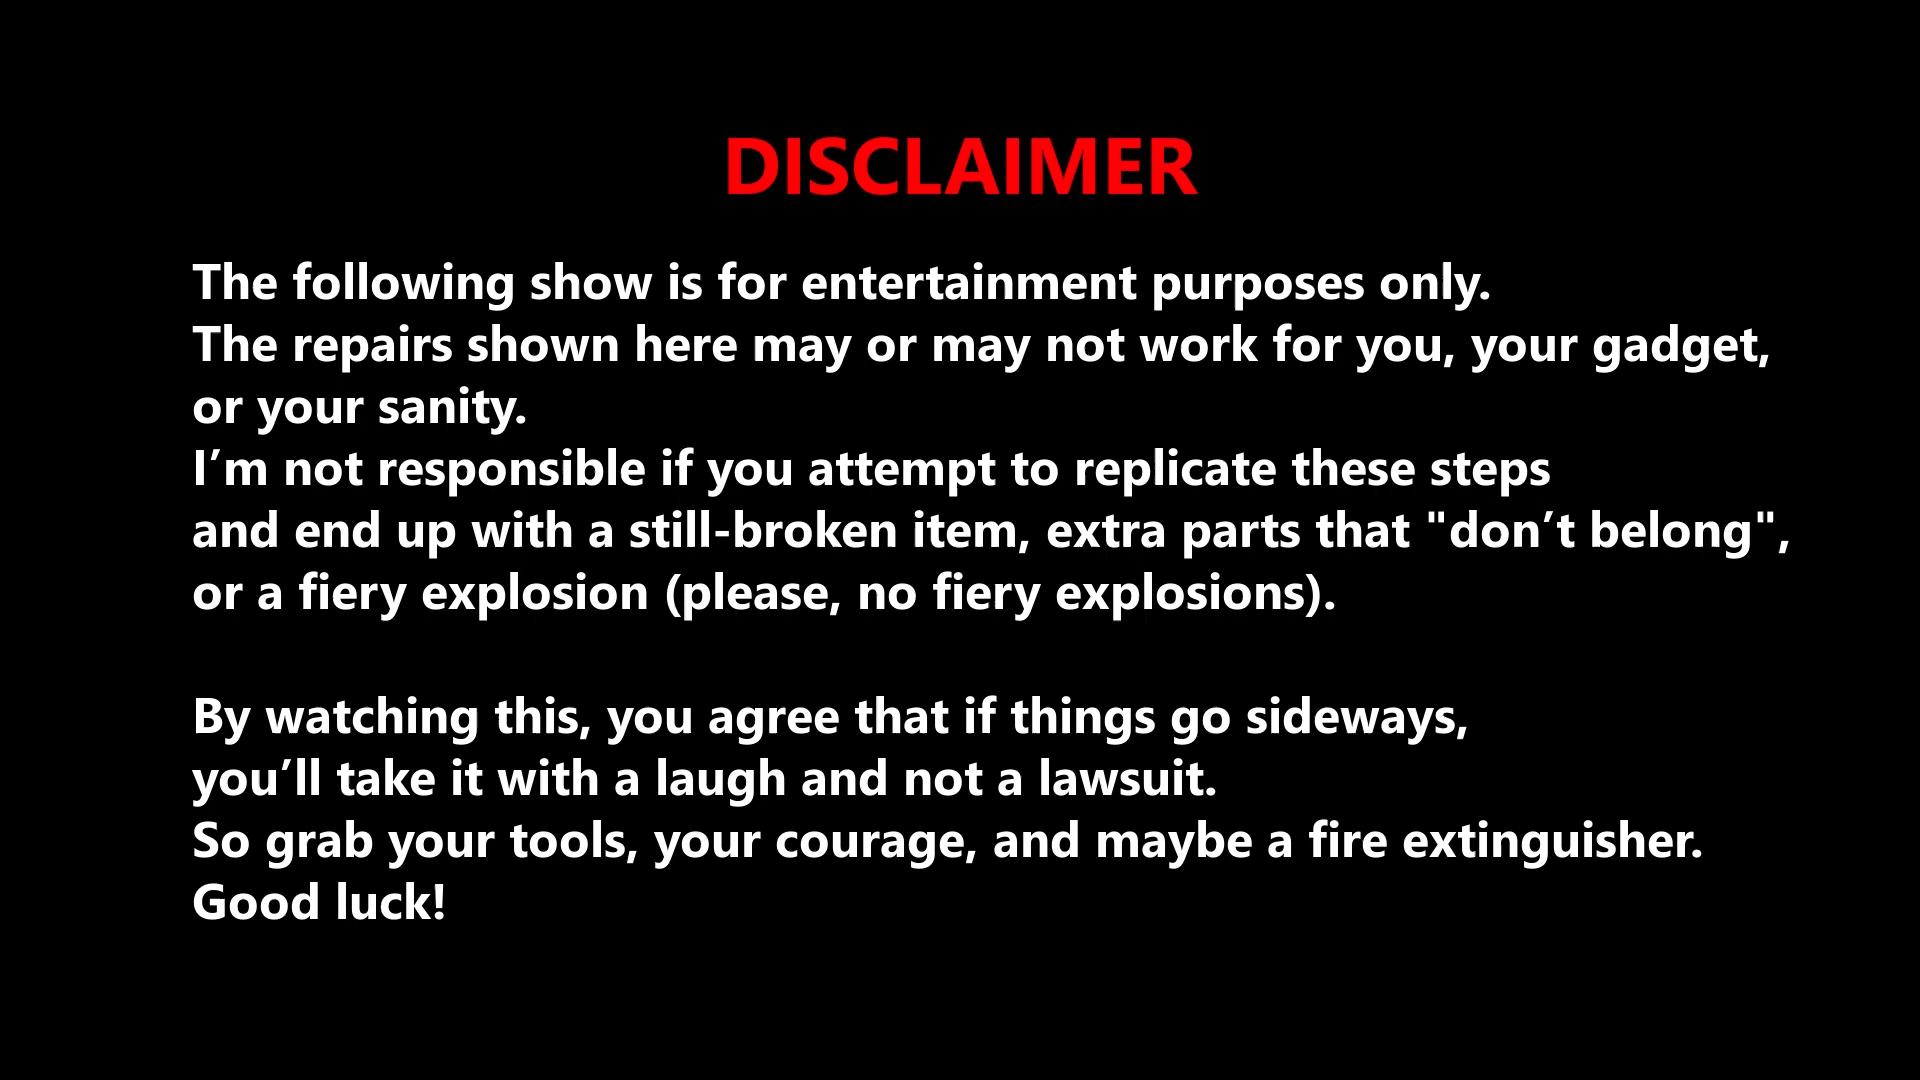 DISCLAIMER
The following show is for entertainment purposes only.
The repairs shown here may or may not work for you, your gadget,
or your sanity.
I’m not responsible if you attempt to replicate these steps
and end up with a still-broken item, extra parts that "don’t belong",
or a fiery explosion (please, no fiery explosions).
By watching this, you agree that if things go sideways,
you’ll take it with a laugh and not a lawsuit.
So grab your tools, your courage, and maybe a fire extinguisher.
Good luck!